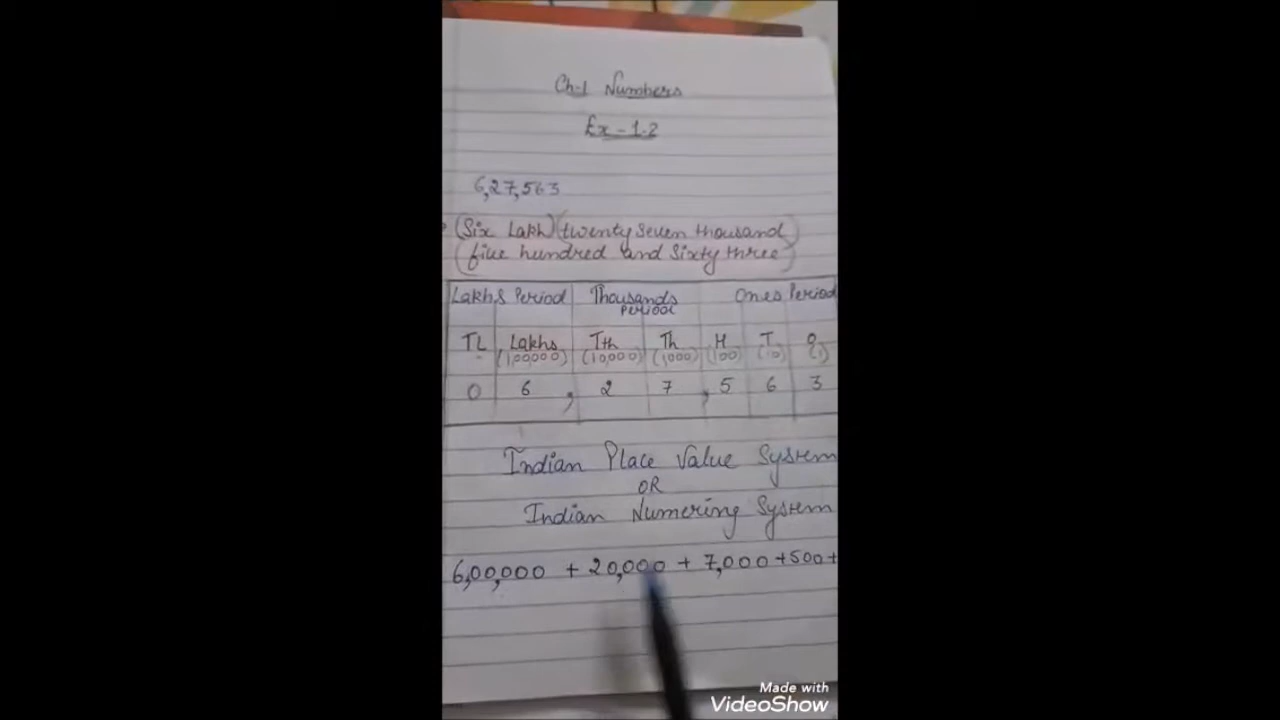 Ch-1 Numbers
Ex-1.2
6,27,563
(Six Lakh) (twenty seven thousand)
(five hundred and sixty three)
Lakhs Period Thousands Period Ones Period
TL Lakhs Tth Th H T O
(1,00000) (10,000) (1000) (100) (10) (1)
0 6 , 2 7 , 5 6 3
Indian Place Value System
OR
Indian Numering System
6,00,000 + 20,000 + 7,000 +500+
Made with
VideoShow